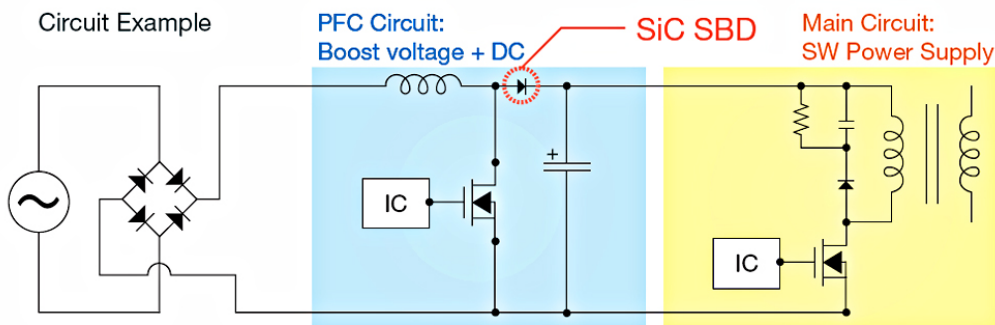 Circuit Example
PFC Circuit:
Boost voltage + DC
SiC SBD
Main Circuit:
SW Power Supply
+
IC
IC